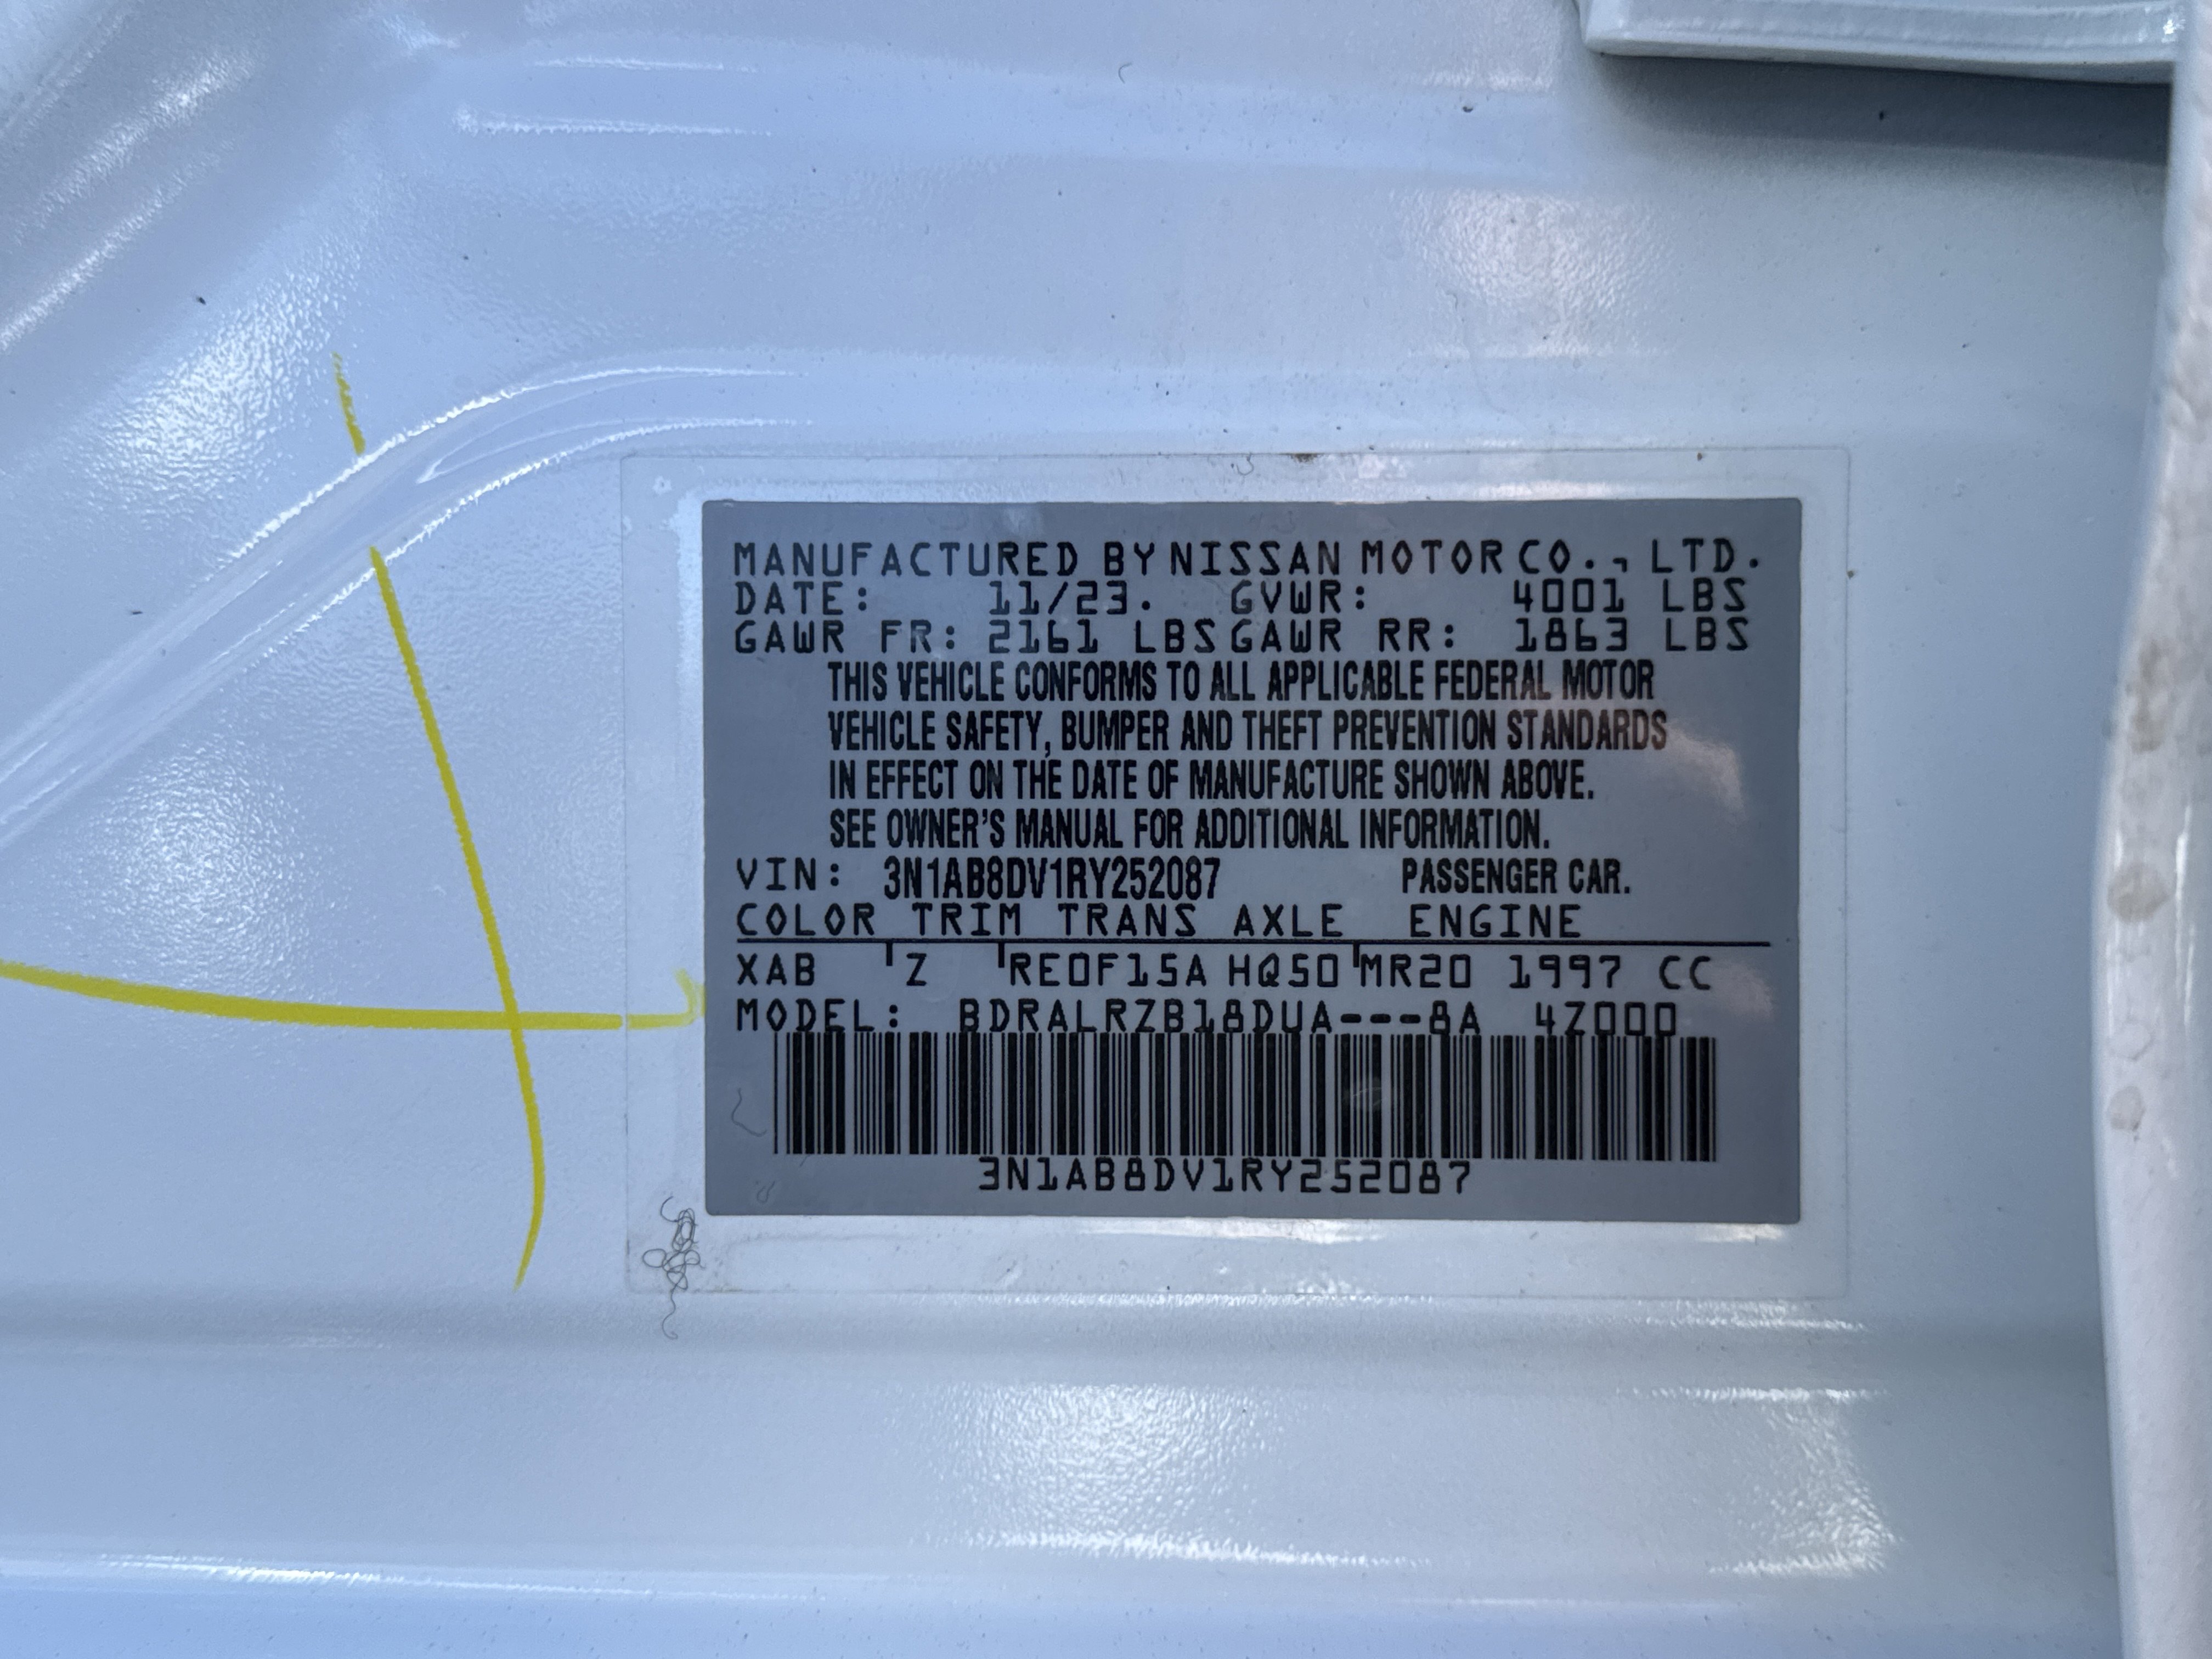 MANUFACTURED BY NISSAN MOTOR CO., LTD.
DATE: 11/23. GVWR: 4001 LBS
GAWR FR: 2161 LBS GAWR RR: 1863 LBS
THIS VEHICLE CONFORMS TO ALL APPLICABLE FEDERAL MOTOR
VEHICLE SAFETY, BUMPER AND THEFT PREVENTION STANDARDS
IN EFFECT ON THE DATE OF MANUFACTURE SHOWN ABOVE.
SEE OWNER'S MANUAL FOR ADDITIONAL INFORMATION.
VIN: 3N1AB8DV1RY252087 PASSENGER CAR.
COLOR TRIM TRANS AXLE ENGINE
XAB Z RE0F15A HQ50 MR20 1997 CC
MODEL: BDRALRZB18DUA---8A 4Z000
3N1AB8DV1RY252087